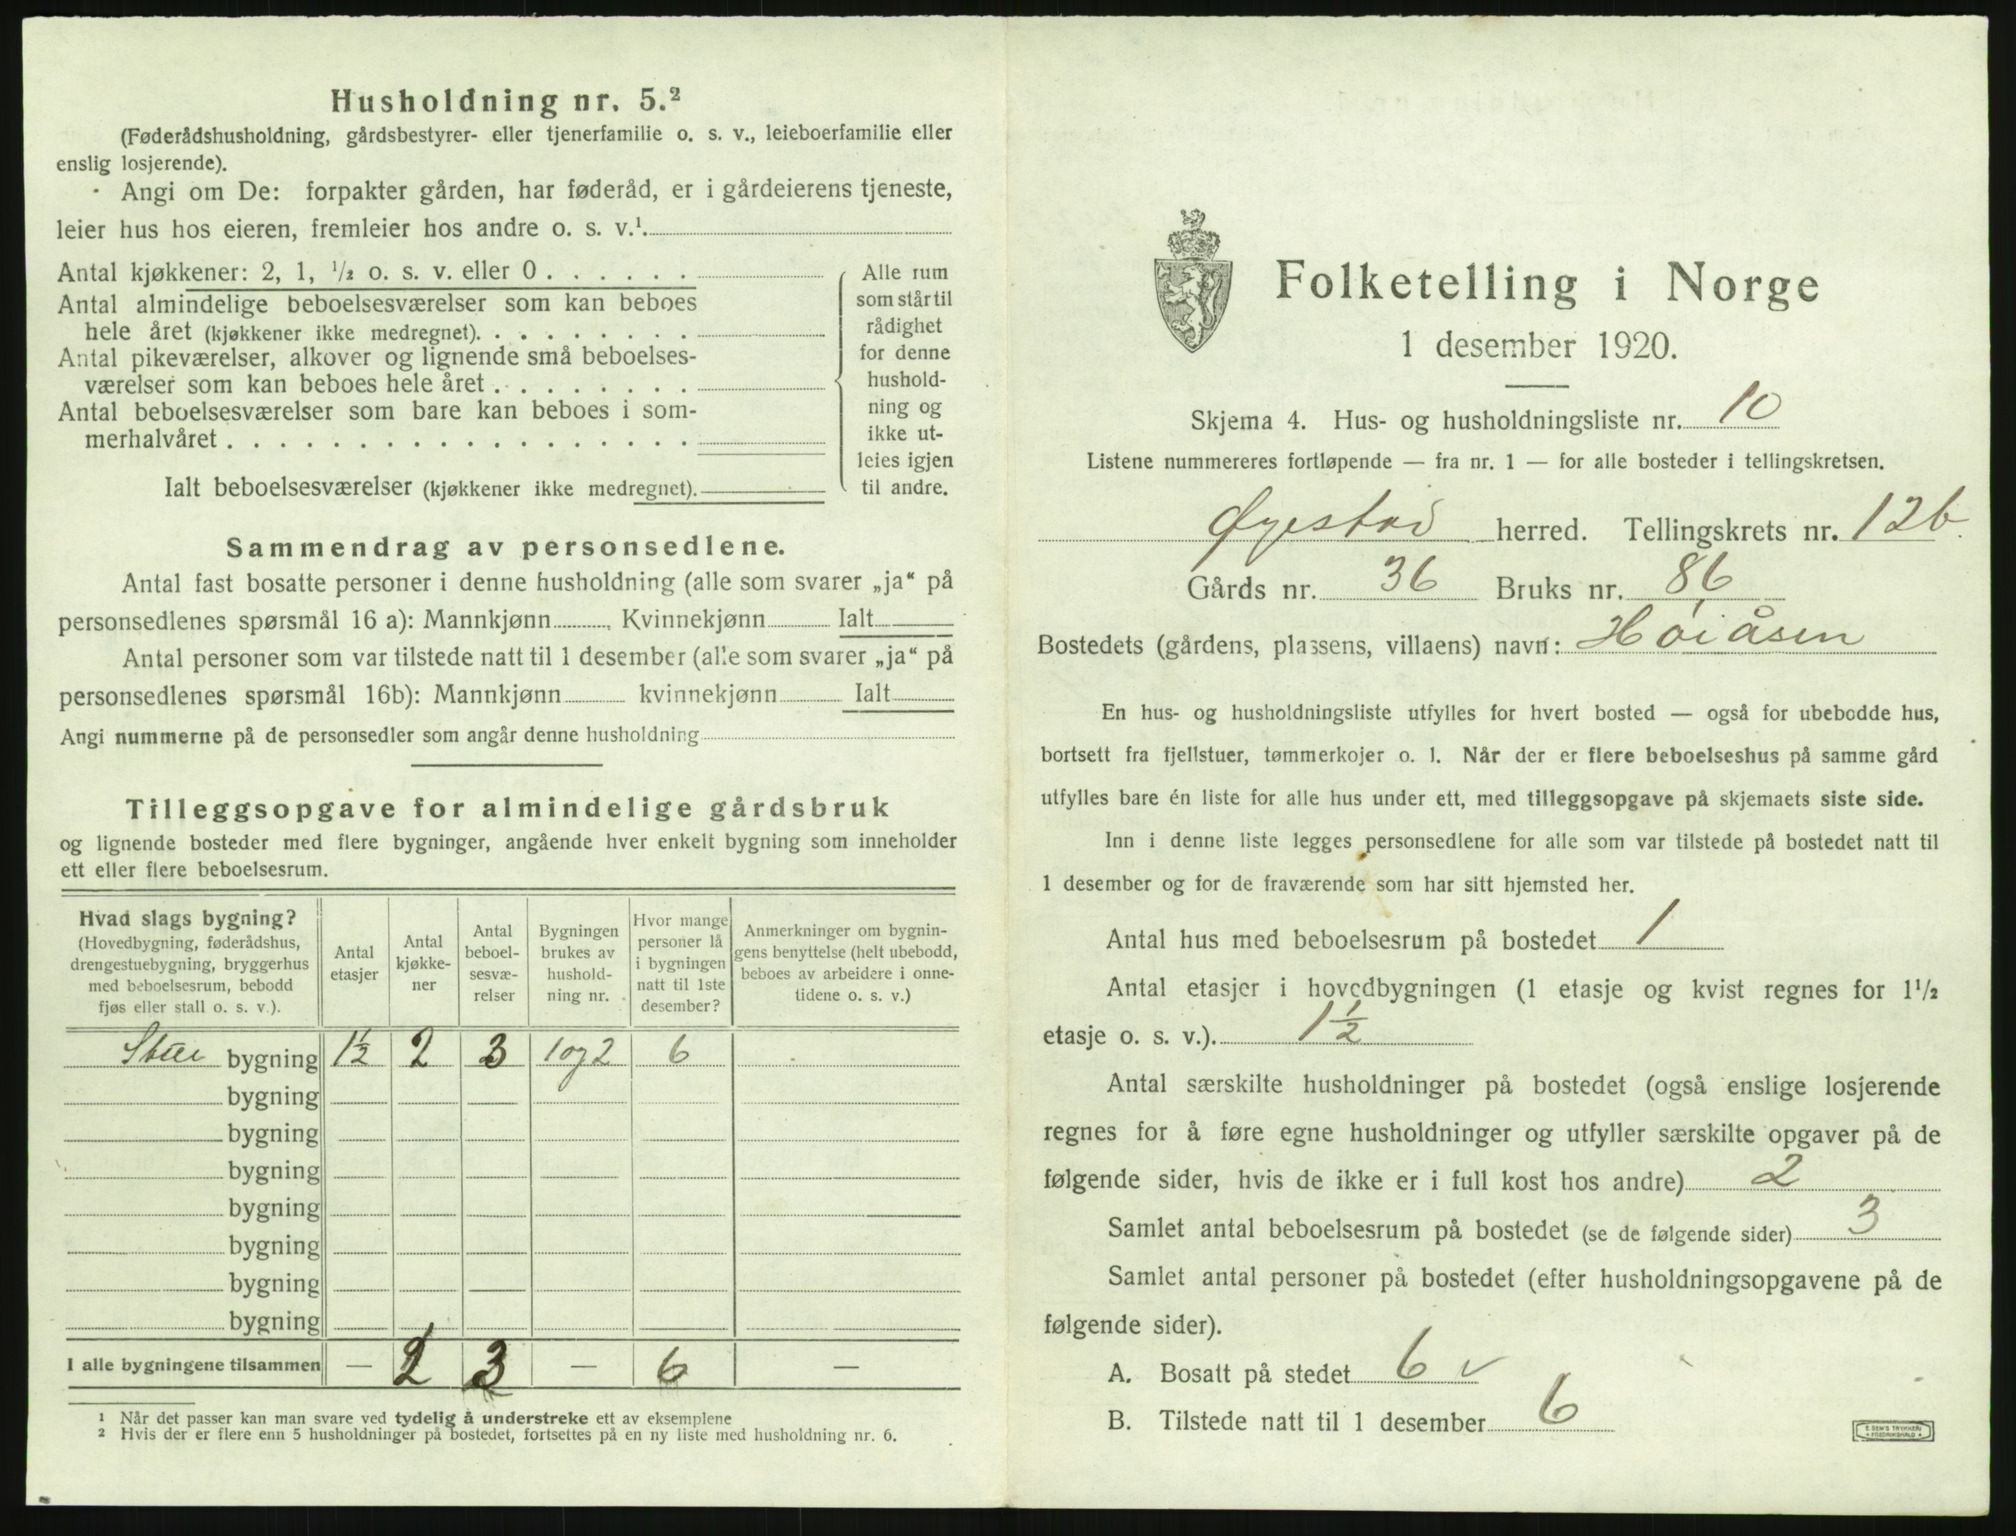 Husholdning nr. 5.²
(Føderådshusholdning, gårdsbestyrer- eller tjenerfamilie o. s. v., leieboerfamilie eller
enslig losjerende).
Angi om De: forpakter gården, har føderåd, er i gårdeierens tjeneste,
leier hus hos eieren, fremleier hos andre o. s. v.¹.
Antal kjøkkener: 2, 1, ¹/₂ o. s. v. eller 0 . . . . . .
Antal almindelige beboelsesværelser som kan beboes
hele året (kjøkkener ikke medregnet). . . . . . . . .
Antal pikeværelser, alkover og lignende små beboelses-
værelser som kan beboes hele året . . . . . . . .
Antal beboelsesværelser som bare kan beboes i som-
merhalvåret . . . . . . . . . . . . . . . . . .
Ialt beboelsesværelser (kjøkkener ikke medregnet).
Alle rum
som står til
rådighet
for denne
hushold-
ning og
ikke ut-
leies igjen
til andre.
Sammendrag av personsedlene.
Antal fast bosatte personer i denne husholdning (alle som svarer „ja“ på
personsedlenes spørsmål 16 a): Mannkjønn Kvinnekjønn Ialt
Antal personer som var tilstede natt til 1 desember (alle som svarer „ja“ på
personsedlenes spørsmål 16b): Mannkjønn kvinnekjønn Ialt
Angi nummerne på de personsedler som angår denne husholdning
Tilleggsopgave for almindelige gårdsbruk
og lignende bosteder med flere bygninger, angående hver enkelt bygning som inneholder
ett eller flere beboelsesrum.
Hvad slags bygning?
(Hovedbygning, føderådshus,
drengestuebygning, bryggerhus
med beboelsesrum, bebodd
fjøs eller stall o. s. v.).
Antal
etasjer
Antal
kjøkke-
ner
Antal
beboel-
sesvæ-
relser
Bygningen
brukes av
hushold-
ning nr.
Hvor mange
personer lå
i bygningen
natt til 1ste
desember?
Anmerkninger om bygnin-
gens benyttelse (helt ubebodd,
beboes av arbeidere i onne-
tidene o. s. v.)
Stue bygning 1½ 2 3 1 og 2 6
bygning
bygning
bygning
bygning
bygning
bygning
bygning
I alle bygningene tilsammen — 2 3 — 6 —
¹ Når det passer kan man svare ved tydelig å understreke ett av eksemplene
² Hvis der er flere enn 5 husholdninger på bostedet, fortsettes på en ny liste med husholdning nr. 6.
Folketelling i Norge
1 desember 1920.
Skjema 4. Hus- og husholdningsliste nr. 10
Listene nummereres fortløpende — fra nr. 1 — for alle bosteder i tellingskretsen.
Øyestad herred. Tellingskrets nr. 12b.
Gårds nr. 36 Bruks nr. 86
Bostedets (gårdens, plassens, villaens) navn: Høiåsen
En hus- og husholdningsliste utfylles for hvert bosted — også for ubebodde hus,
bortsett fra fjellstuer, tømmerkojer o. l. Når der er flere beboelseshus på samme gård
utfylles bare én liste for alle hus under ett, med tilleggsopgave på skjemaets siste side.
Inn i denne liste legges personsedlene for alle som var tilstede på bostedet natt til
1 desember og for de fraværende som har sitt hjemsted her.
Antal hus med beboelsesrum på bostedet 1
Antal etasjer i hovedbygningen (1 etasje og kvist regnes for 1¹/₂
etasje o. s. v.). 1½
Antal særskilte husholdninger på bostedet (også enslige losjerende
regnes for å føre egne husholdninger og utfyller særskilte opgaver på de
følgende sider, hvis de ikke er i full kost hos andre) 2
Samlet antal beboelsesrum på bostedet (se de følgende sider) 3
Samlet antal personer på bostedet (efter husholdningsopgavene på de
følgende sider).
A. Bosatt på stedet 6 ✓
B. Tilstede natt til 1 desember 6